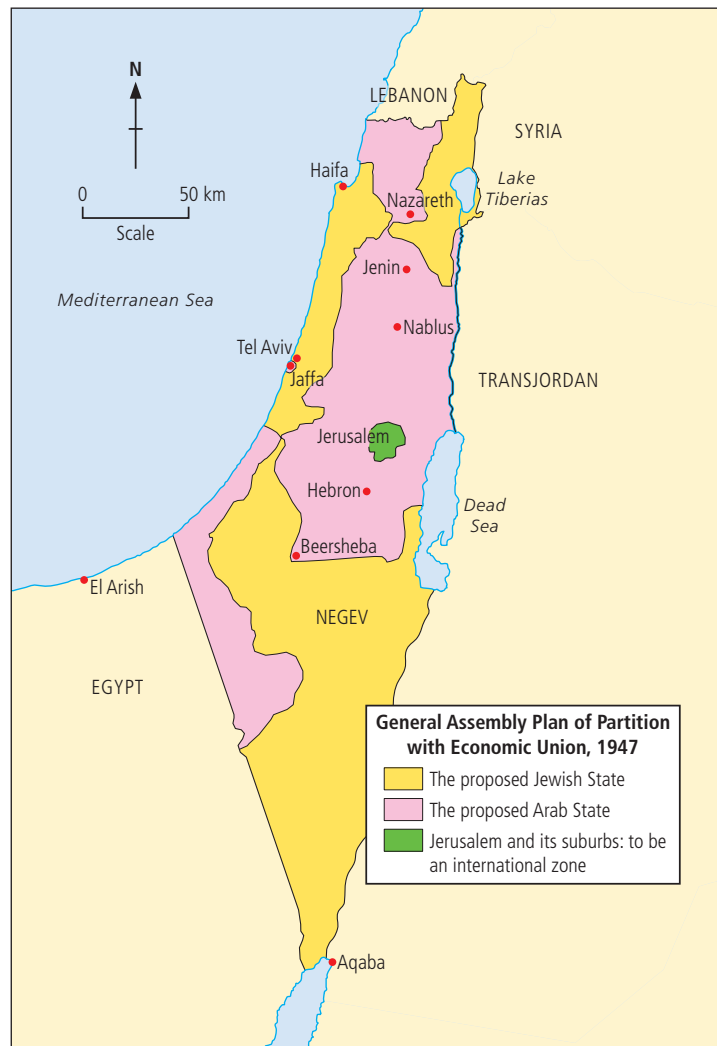 N
LEBANON
SYRIA
Haifa
Lake
Tiberias
0
50 km
Scale
Nazareth
Jenin
Mediterranean Sea
Nablus
Tel Aviv
Jaffa
TRANSJORDAN
Jerusalem
Hebron
Dead
Sea
Beersheba
El Arish
NEGEV
EGYPT
General Assembly Plan of Partition
with Economic Union, 1947
The proposed Jewish State
The proposed Arab State
Jerusalem and its suburbs: to be
an international zone
Aqaba